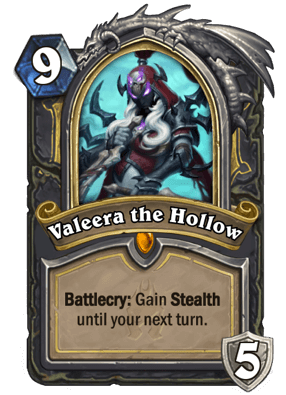 9
Valeera the Hollow
Battlecry: Gain Stealth
until your next turn.
5